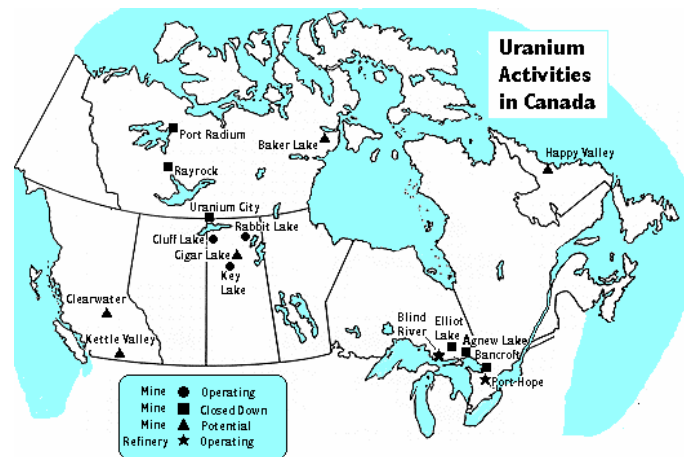 Uranium
Activities
in Canada
Port Radium
Baker Lake
Happy Valley
Rayrock
Uranium City
Rabbit Lake
Cluff Lake
Cigar Lake
Key
Lake
Clearwater
Kettle Valley
Blind
River
Elliot
Lake
Agnew Lake
Bancroft
Port Hope
Mine Operating
Mine Closed Down
Mine Potential
Refinery Operating